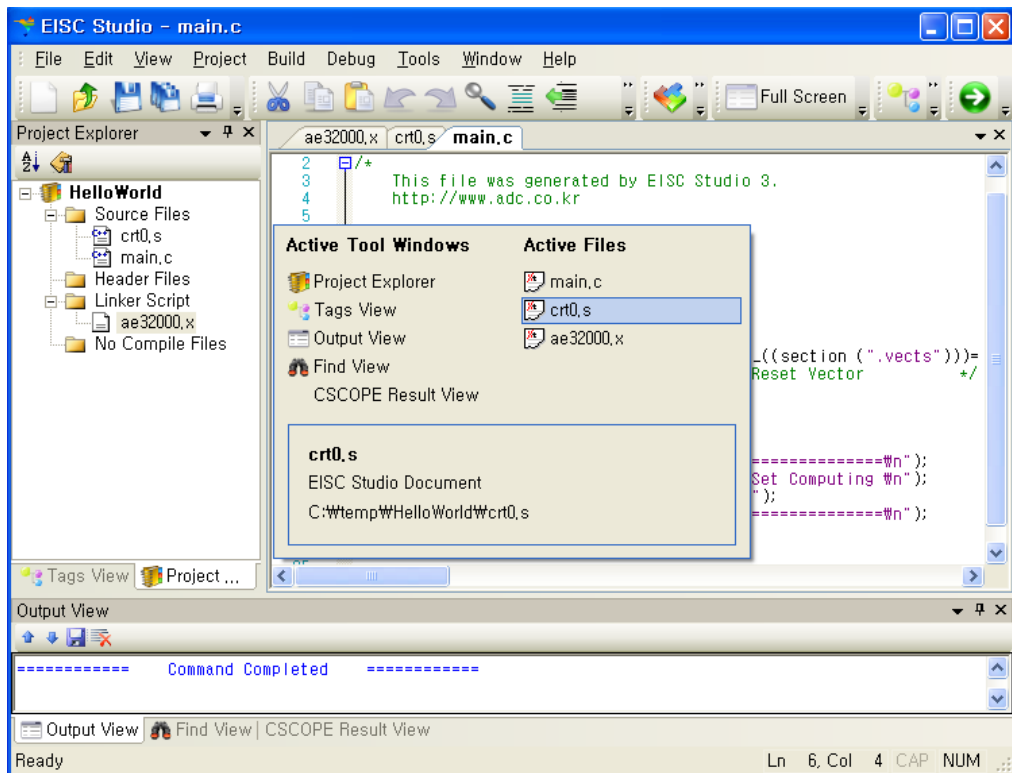 EISC Studio - main.c
File Edit View Project Build Debug Tools Window Help
Full Screen
Project Explorer
ae32000.x crt0.s main.c
HelloWorld
Source Files
crt0.s
main.c
Header Files
Linker Script
ae32000.x
No Compile Files
Tags View Project ...
2 /*
3 This file was generated by EISC Studio 3.
4 http://www.adc.co.kr
5
Active Tool Windows Active Files
Project Explorer main.c
Tags View crt0.s
Output View ae32000.x
Find View
CSCOPE Result View
crt0.s
EISC Studio Document
C:₩temp₩HelloWorld₩crt0.s
_((section (".vects")))=
Reset Vector */
==============₩n");
Set Computing ₩n");
");
==============₩n");
Output View
============ Command Completed ============
Output View Find View CSCOPE Result View
Ready Ln 6, Col 4 CAP NUM